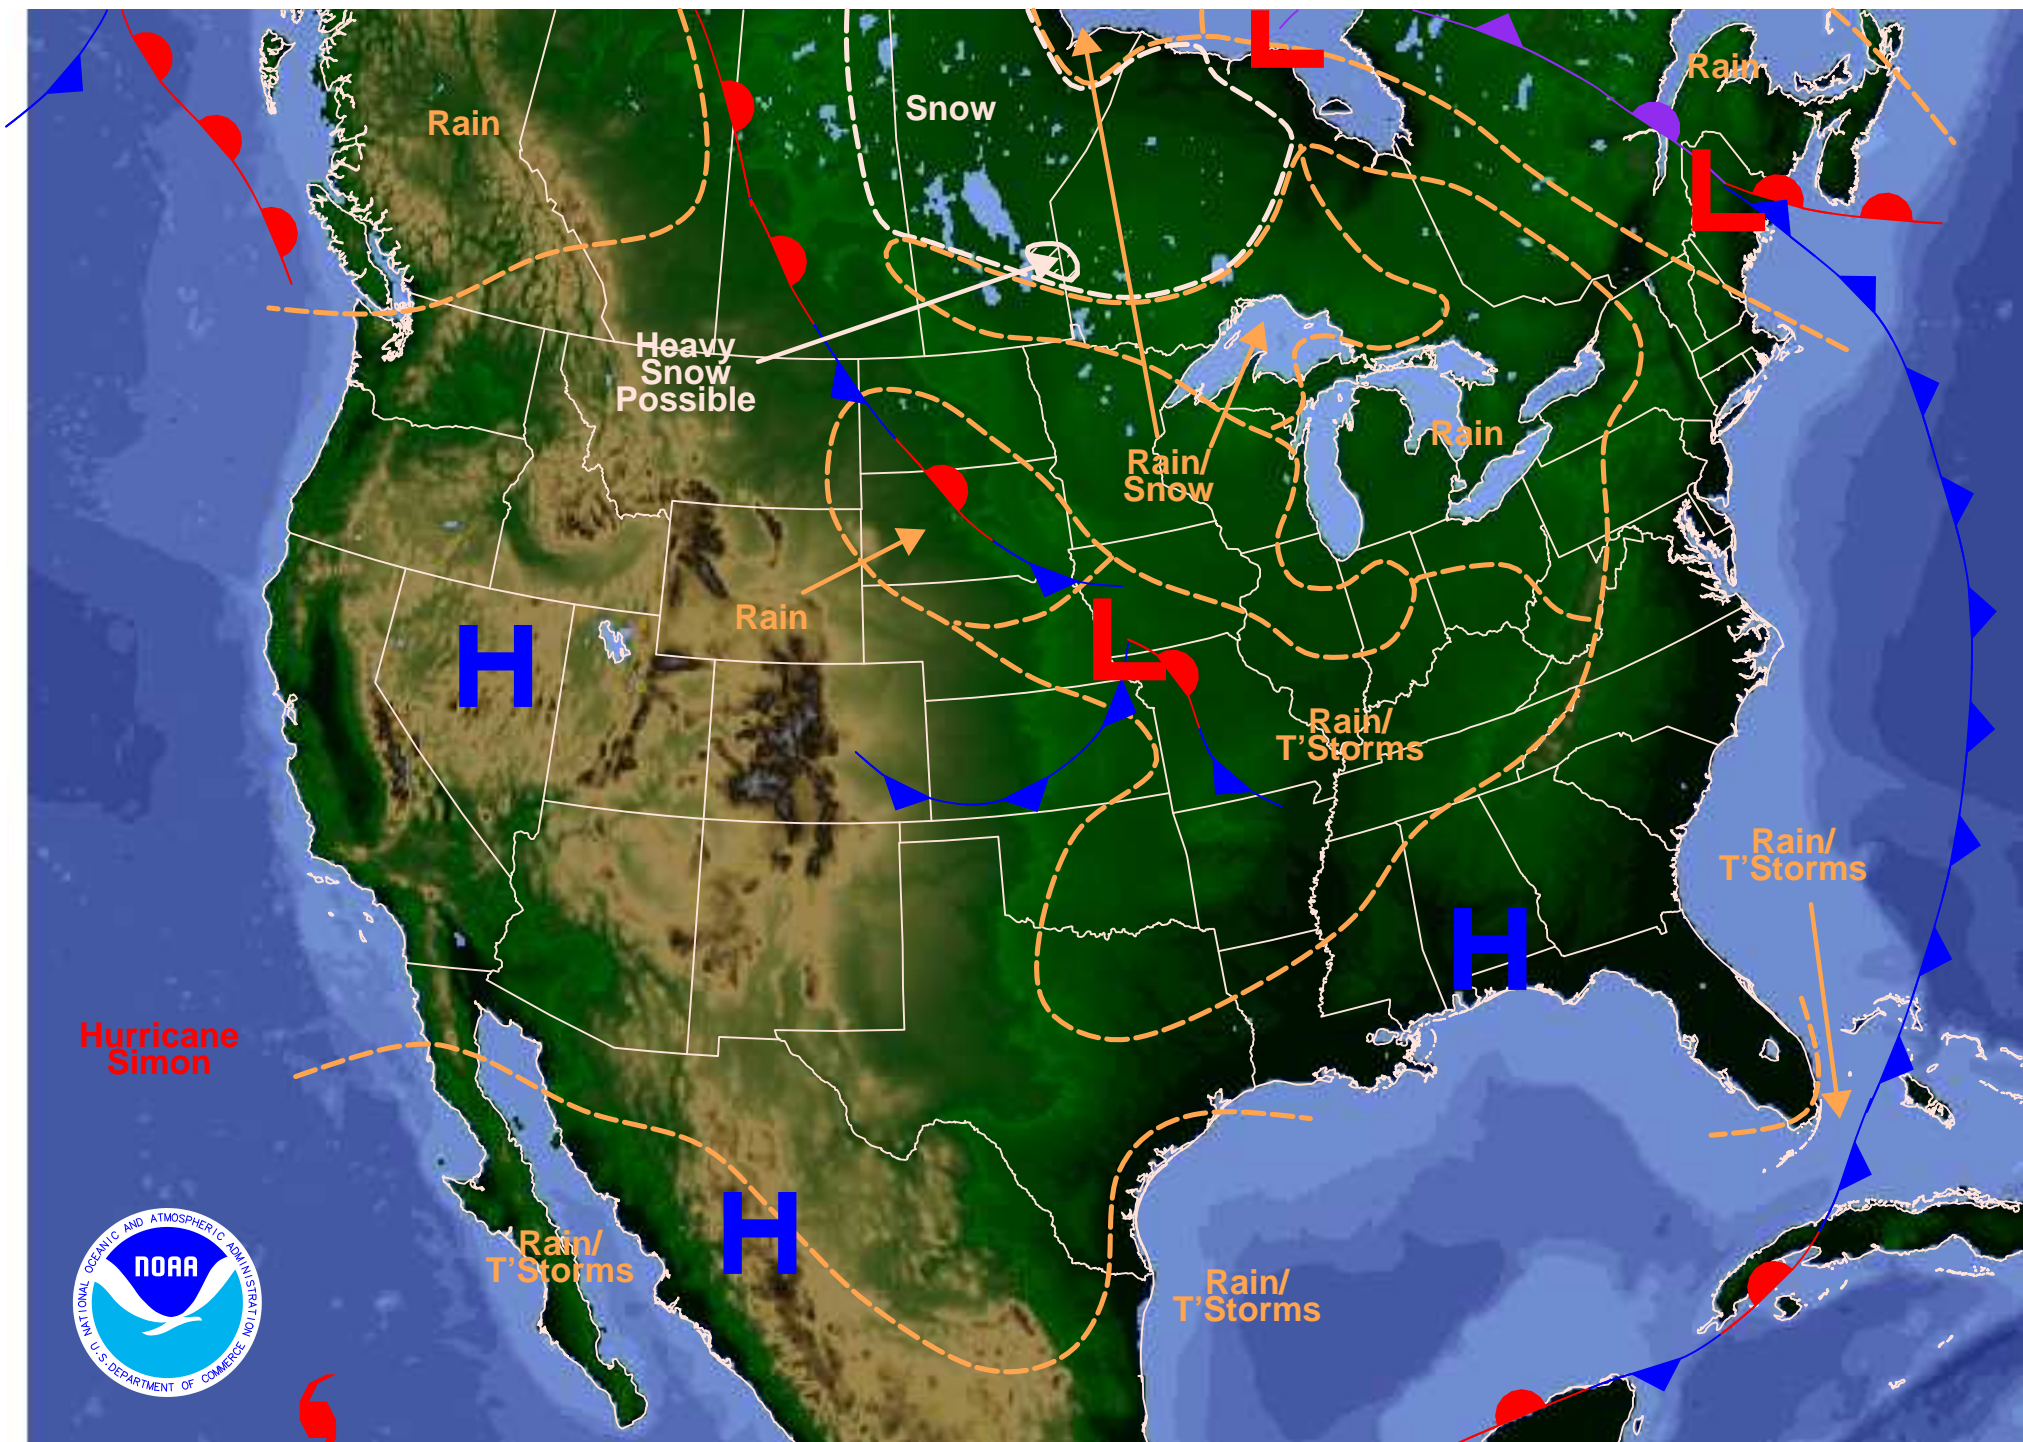 L
Rain
Rain
Snow
L
Heavy
Snow
Possible
Rain
Rain/
Snow
Rain
H
L
Rain/
T'Storms
Rain/
T'Storms
H
Hurricane
Simon
H
Rain/
T'Storms
Rain/
T'Storms
NATIONAL OCEANIC AND ATMOSPHERIC ADMINISTRATION
NOAA
U.S. DEPARTMENT OF COMMERCE